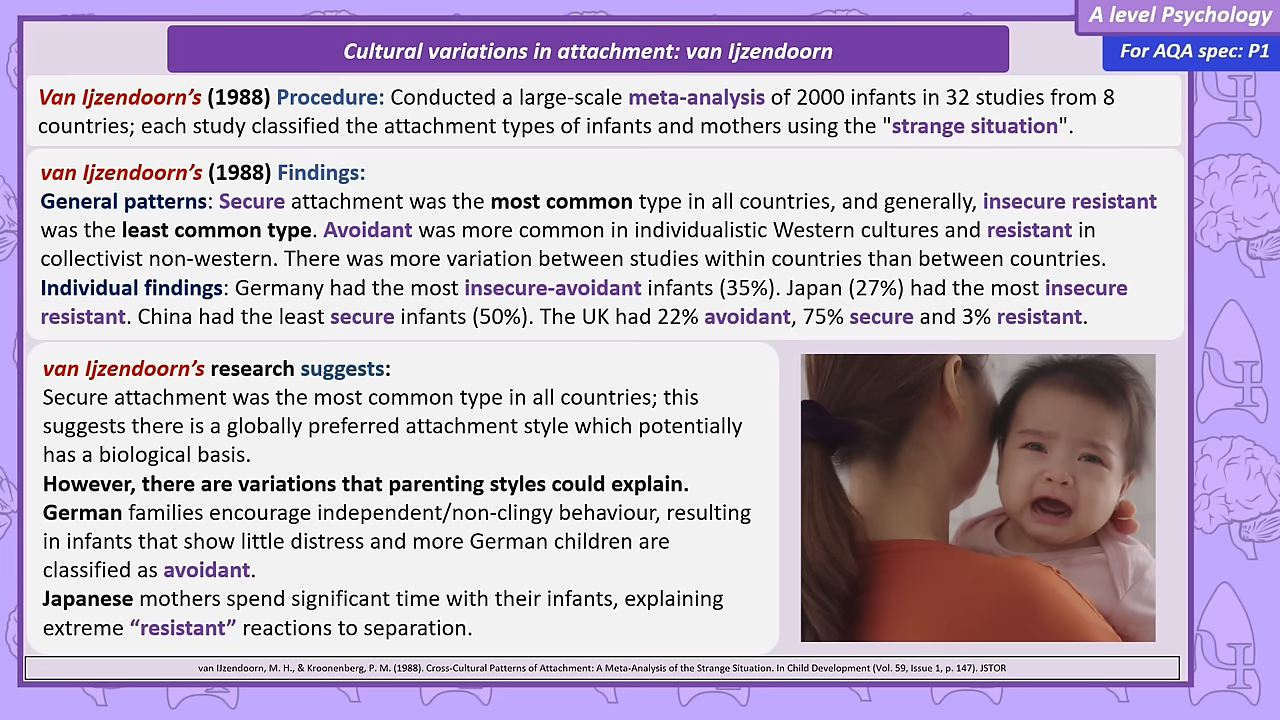 A level Psychology
For AQA spec: P1
Cultural variations in attachment: van Ijzendoorn
Van Ijzendoorn’s (1988) Procedure: Conducted a large-scale meta-analysis of 2000 infants in 32 studies from 8
countries; each study classified the attachment types of infants and mothers using the "strange situation".
van Ijzendoorn’s (1988) Findings:
General patterns: Secure attachment was the most common type in all countries, and generally, insecure resistant
was the least common type. Avoidant was more common in individualistic Western cultures and resistant in
collectivist non-western. There was more variation between studies within countries than between countries.
Individual findings: Germany had the most insecure-avoidant infants (35%). Japan (27%) had the most insecure
resistant. China had the least secure infants (50%). The UK had 22% avoidant, 75% secure and 3% resistant.
van Ijzendoorn’s research suggests:
Secure attachment was the most common type in all countries; this
suggests there is a globally preferred attachment style which potentially
has a biological basis.
However, there are variations that parenting styles could explain.
German families encourage independent/non-clingy behaviour, resulting
in infants that show little distress and more German children are
classified as avoidant.
Japanese mothers spend significant time with their infants, explaining
extreme “resistant” reactions to separation.
van IJzendoorn, M. H., & Kroonenberg, P. M. (1988). Cross-Cultural Patterns of Attachment: A Meta-Analysis of the Strange Situation. In Child Development (Vol. 59, Issue 1, p. 147). JSTOR